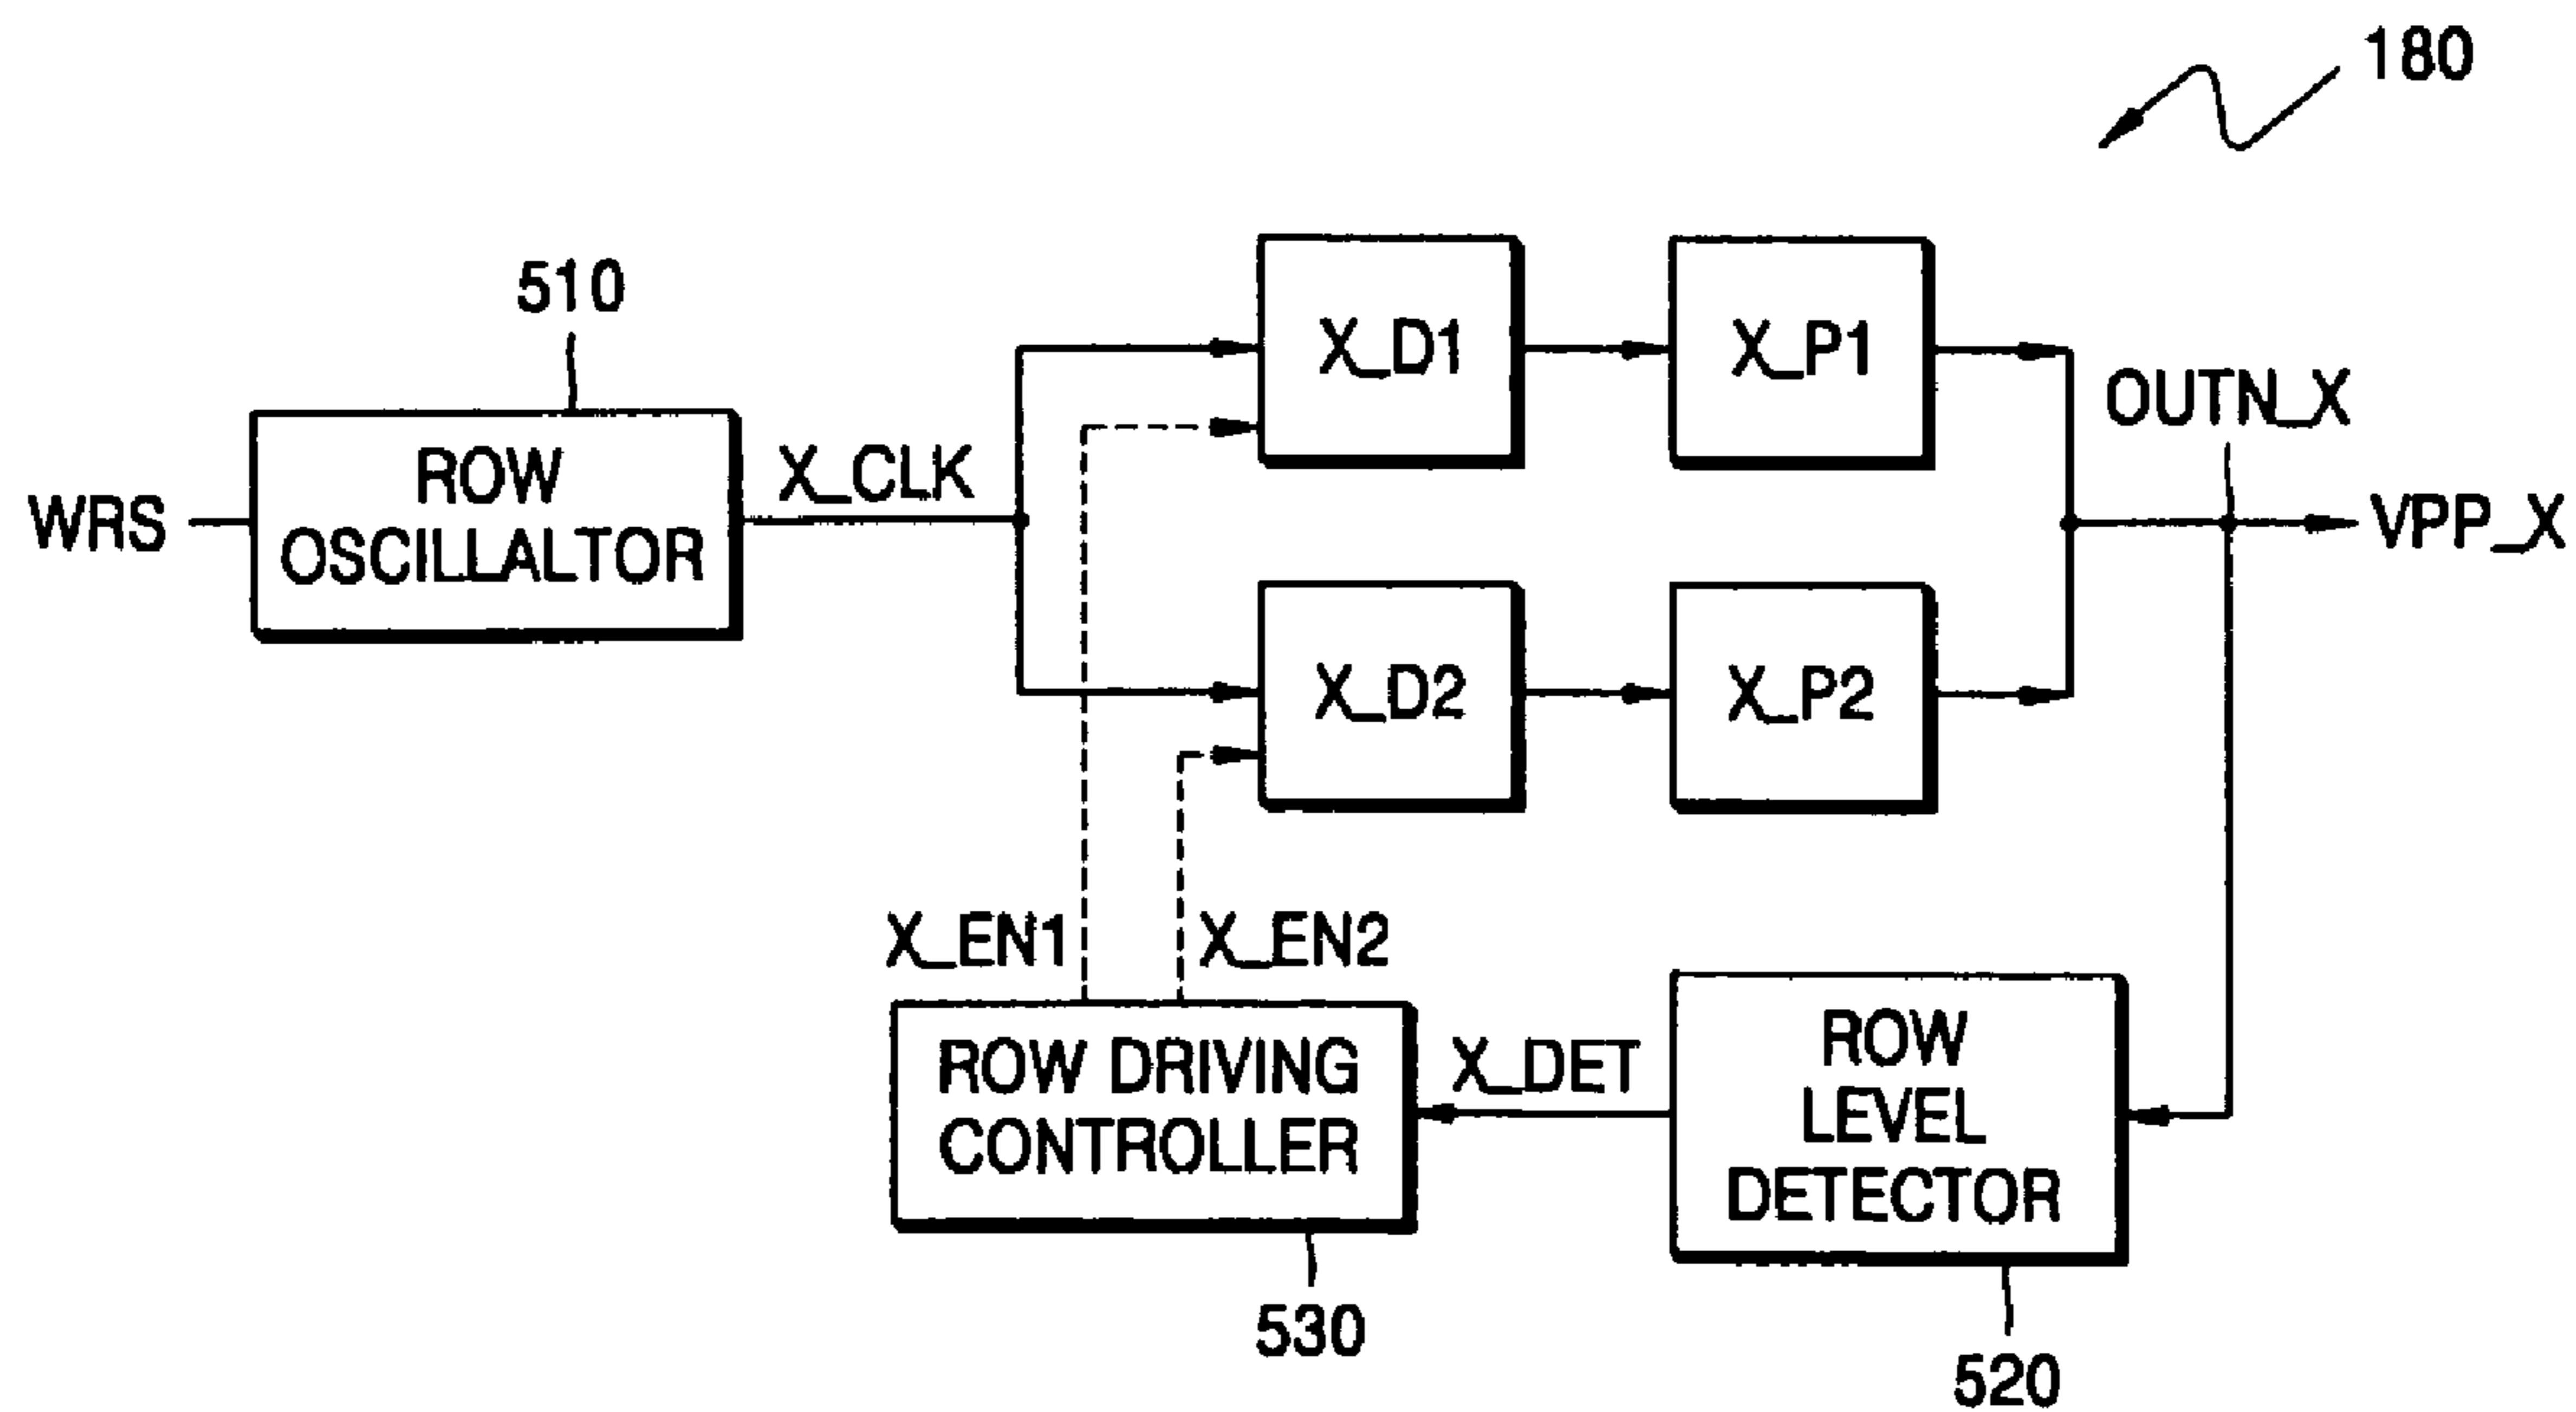 180
510
X_D1
X_P1
OUTN_X
ROW
OSCILLALTOR
X_CLK
WRS
VPP_X
X_D2
X_P2
X_EN1
X_EN2
ROW DRIVING
CONTROLLER
X_DET
ROW
LEVEL
DETECTOR
530
520